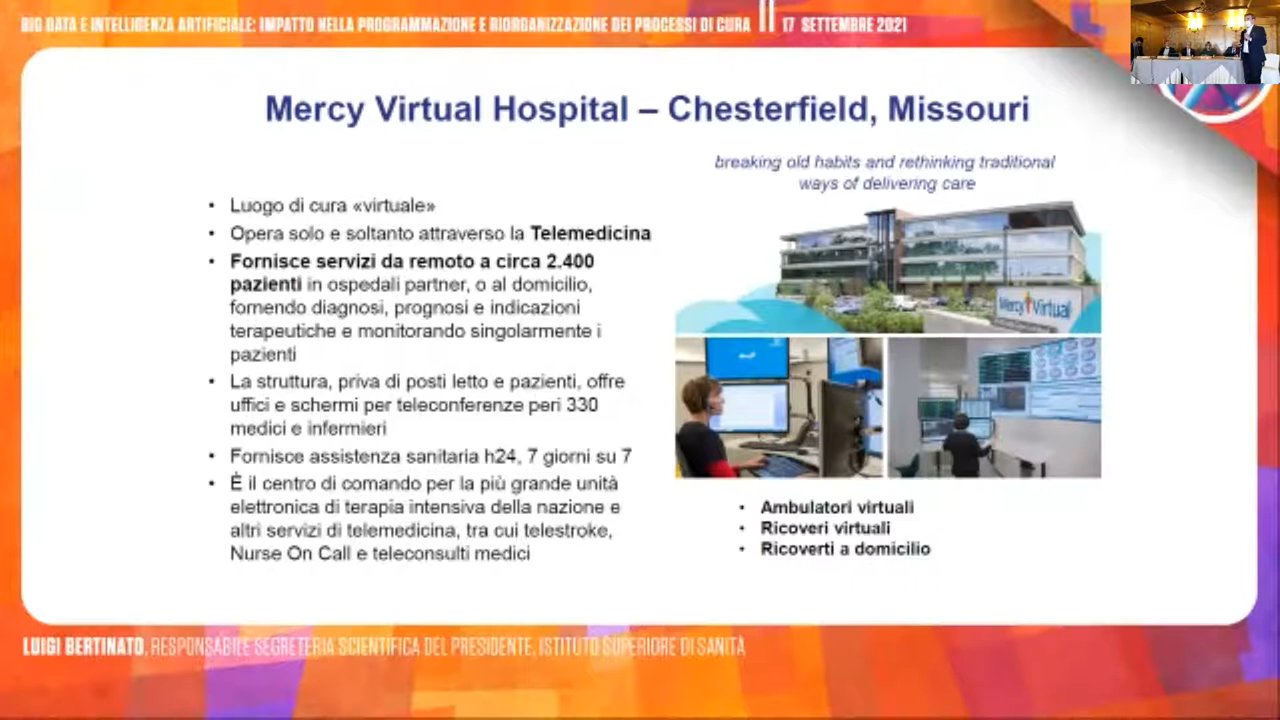 BIG DATA E INTELLIGENZA ARTIFICIALE: IMPATTO NELLA PROGRAMMAZIONE E RIORGANIZZAZIONE DEI PROCESSI DI CURA || 17 SETTEMBRE 2021
Mercy Virtual Hospital – Chesterfield, Missouri
breaking old habits and rethinking traditional
ways of delivering care
• Luogo di cura «virtuale»
• Opera solo e soltanto attraverso la Telemedicina
• Fornisce servizi da remoto a circa 2.400
pazienti in ospedali partner, o al domicilio,
fornendo diagnosi, prognosi e indicazioni
terapeutiche e monitorando singolarmente i
pazienti
• La struttura, priva di posti letto e pazienti, offre
uffici e schermi per teleconferenze peri 330
medici e infermieri
• Fornisce assistenza sanitaria h24, 7 giorni su 7
• È il centro di comando per la più grande unità
elettronica di terapia intensiva della nazione e
altri servizi di telemedicina, tra cui telestroke,
Nurse On Call e teleconsulti medici
Mercy Virtual
• Ambulatori virtuali
• Ricoveri virtuali
• Ricoverti a domicilio
LUIGI BERTINATO, RESPONSABILE SEGRETERIA SCIENTIFICA DEL PRESIDENTE, ISTITUTO SUPERIORE DI SANITÀ